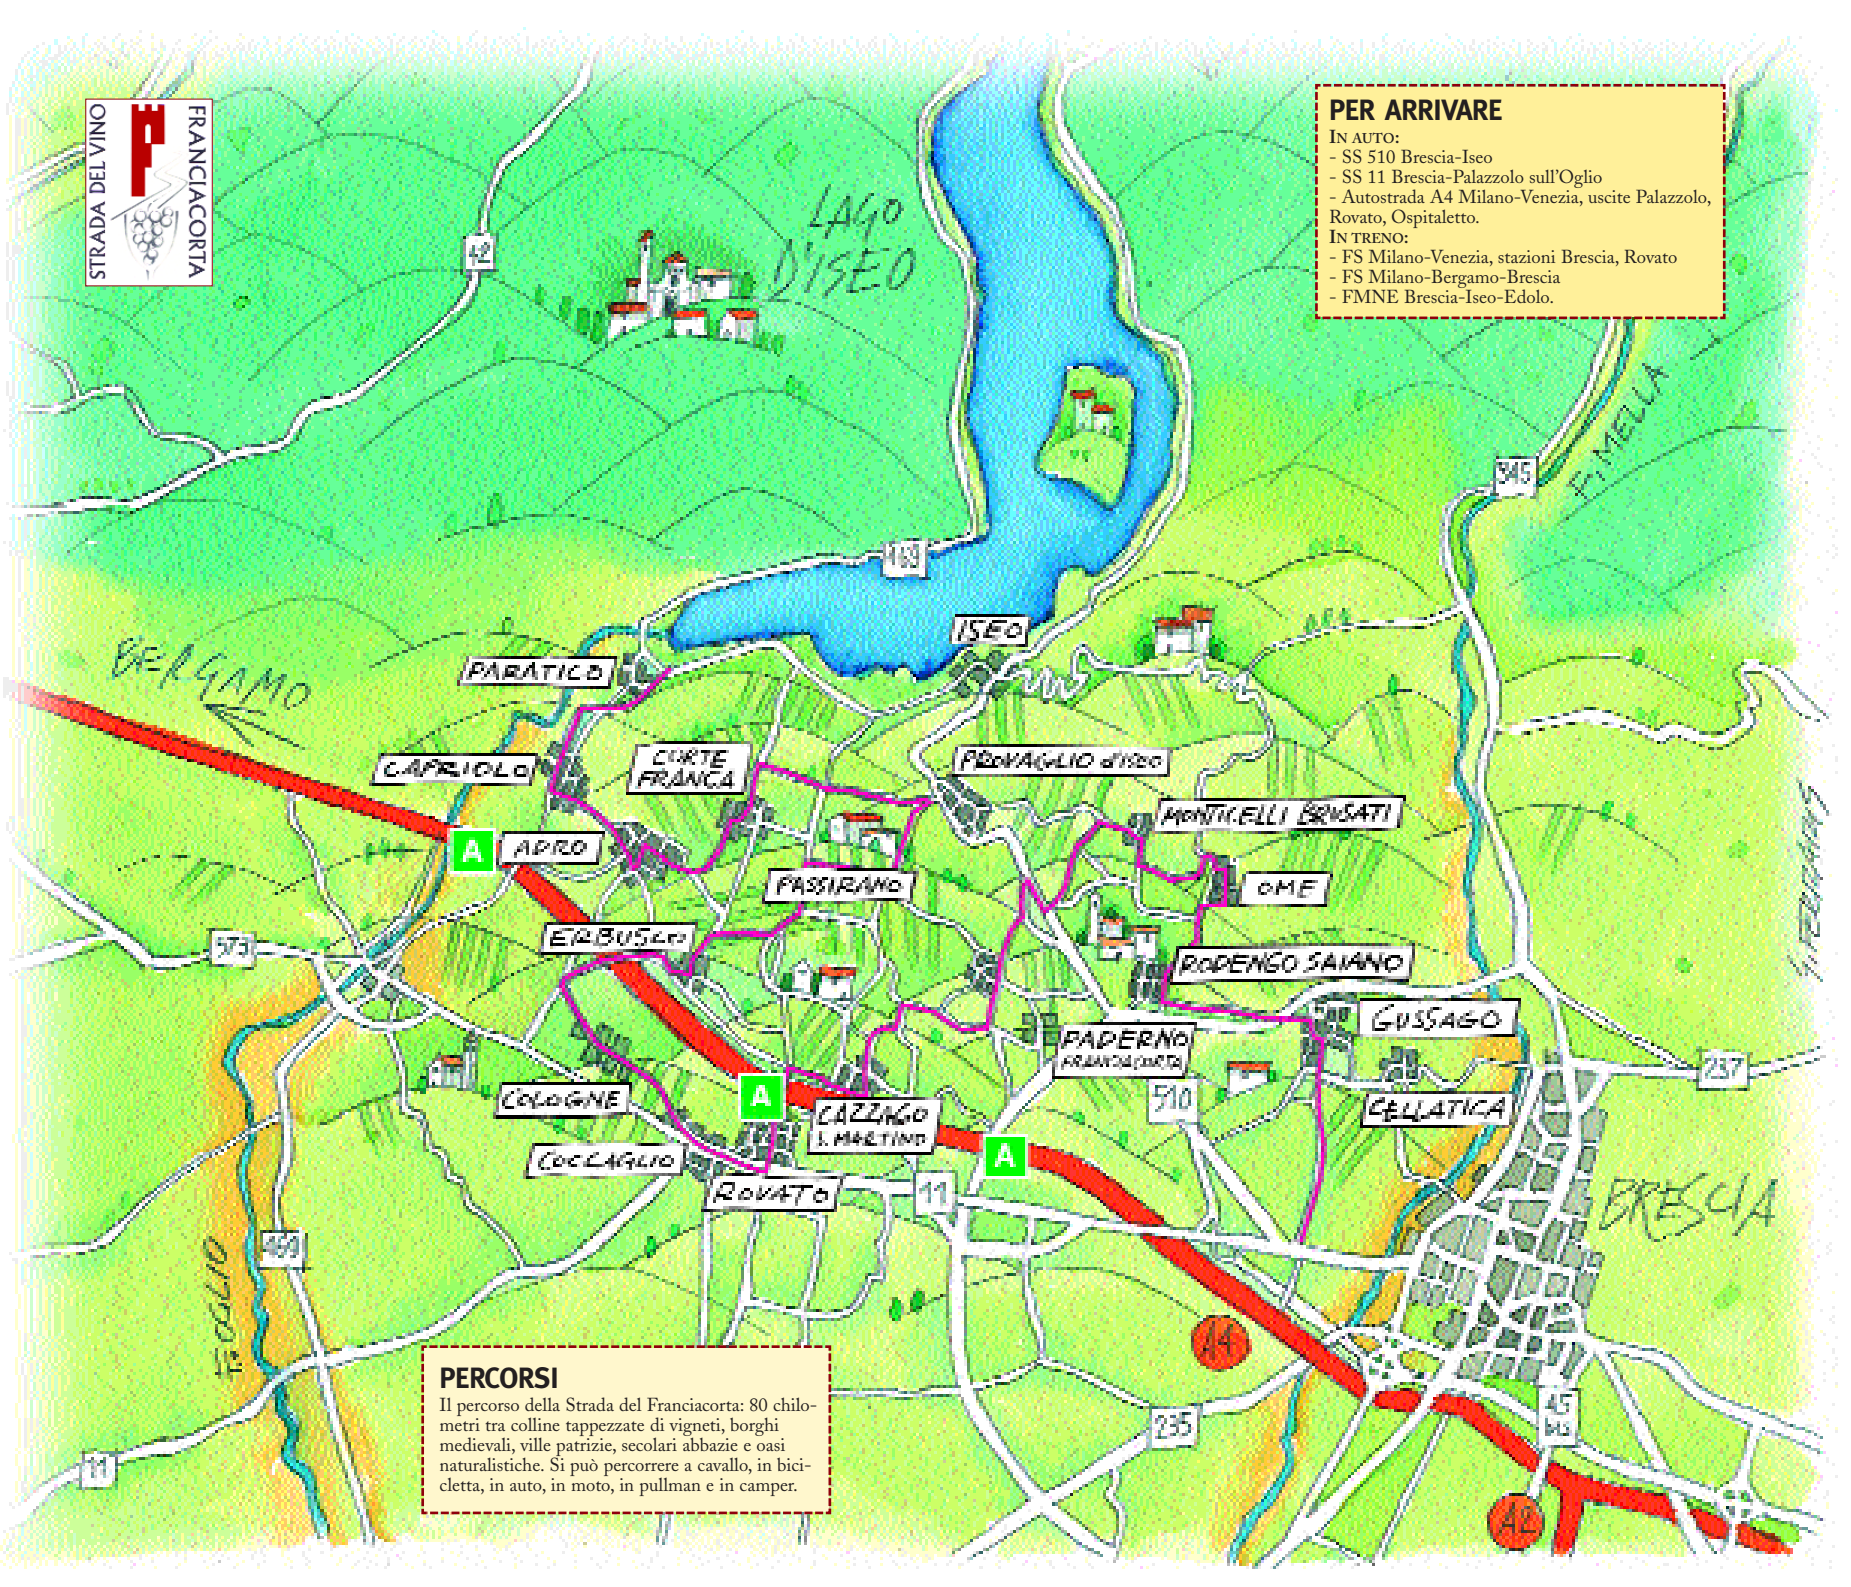 STRADA DEL VINO
FRANCIACORTA
PER ARRIVARE
IN AUTO:
- SS 510 Brescia-Iseo
- SS 11 Brescia-Palazzolo sull'Oglio
- Autostrada A4 Milano-Venezia, uscite Palazzolo,
Rovato, Ospitaletto.
IN TRENO:
- FS Milano-Venezia, stazioni Brescia, Rovato
- FS Milano-Bergamo-Brescia
- FMNE Brescia-Iseo-Edolo.
LAGO
D'ISEO
42
F. MELLA
345
469
ISEO
BERGAMO
PARATICO
CAPRIOLO
CORTE
FRANCA
PROVAGLIO d'ISEO
MONTICELLI BRUSATI
A
ADRO
PASSIRANO
OME
ERBUSCO
573
RODENGO SAIANO
GUSSAGO
PADERNO
FRANCIACORTA
237
COLOGNE
A
CAZZAGO
S. MARTINO
510
CELLATICA
COCCAGLIO
A
ROVATO
11
BRESCIA
469
F. OGLIO
A4
PERCORSI
Il percorso della Strada del Franciacorta: 80 chilo-
metri tra colline tappezzate di vigneti, borghi
medievali, ville patrizie, secolari abbazie e oasi
naturalistiche. Si può percorrere a cavallo, in bici-
cletta, in auto, in moto, in pullman e in camper.
235
45
bis
11